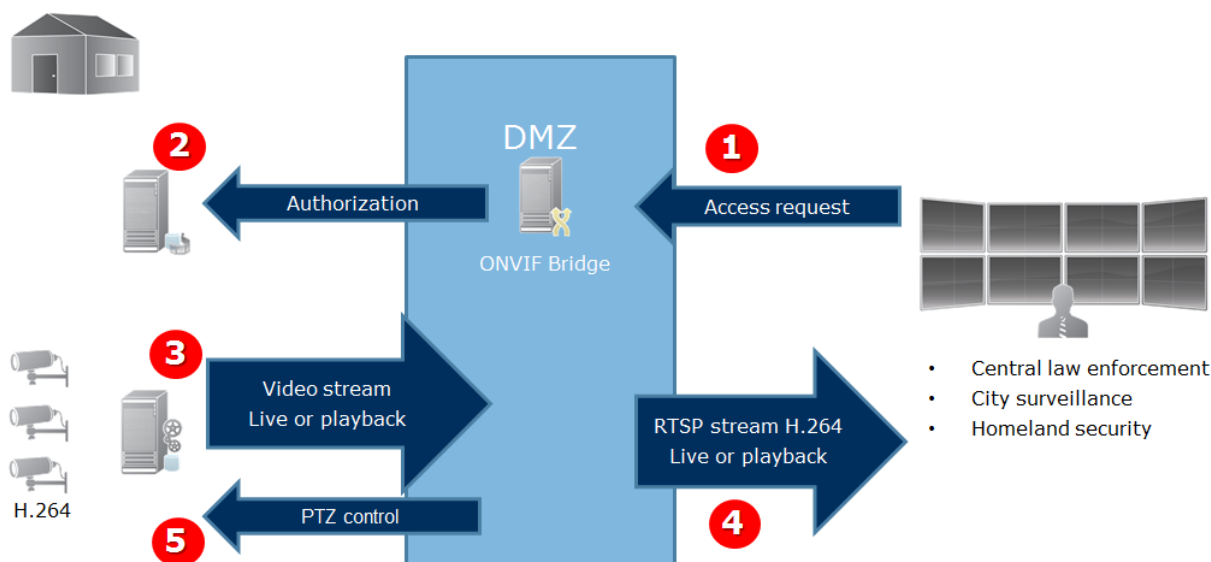 DMZ
2
1
Authorization
Access request
ONVIF Bridge
3
Video stream
Live or playback
RTSP stream H.264
Live or playback
• Central law enforcement
• City surveillance
• Homeland security
H.264
PTZ control
4
5